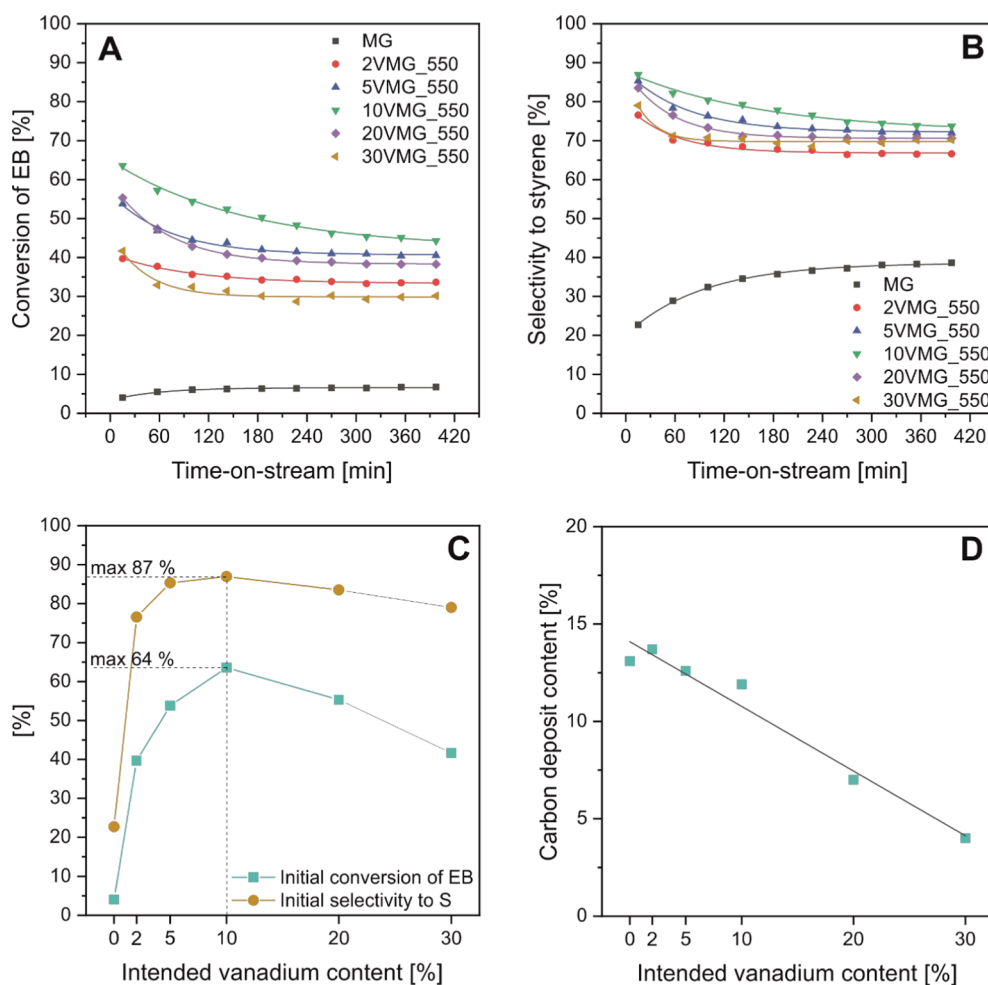 A
Conversion of EB [%]
100
90
80
70
60
50
40
30
20
10
0
MG
2VMG_550
5VMG_550
10VMG_550
20VMG_550
30VMG_550
0 60 120 180 240 300 360 420
Time-on-stream [min]
B
Selectivity to styrene [%]
100
90
80
70
60
50
40
30
20
10
0
MG
2VMG_550
5VMG_550
10VMG_550
20VMG_550
30VMG_550
0 60 120 180 240 300 360 420
Time-on-stream [min]
C
[%]
100
90
80
70
60
50
40
30
20
10
0
max 87 %
max 64 %
Initial conversion of EB
Initial selectivity to S
0 2 5 10 20 30
Intended vanadium content [%]
D
Carbon deposit content [%]
20
15
10
5
0
0 2 5 10 20 30
Intended vanadium content [%]